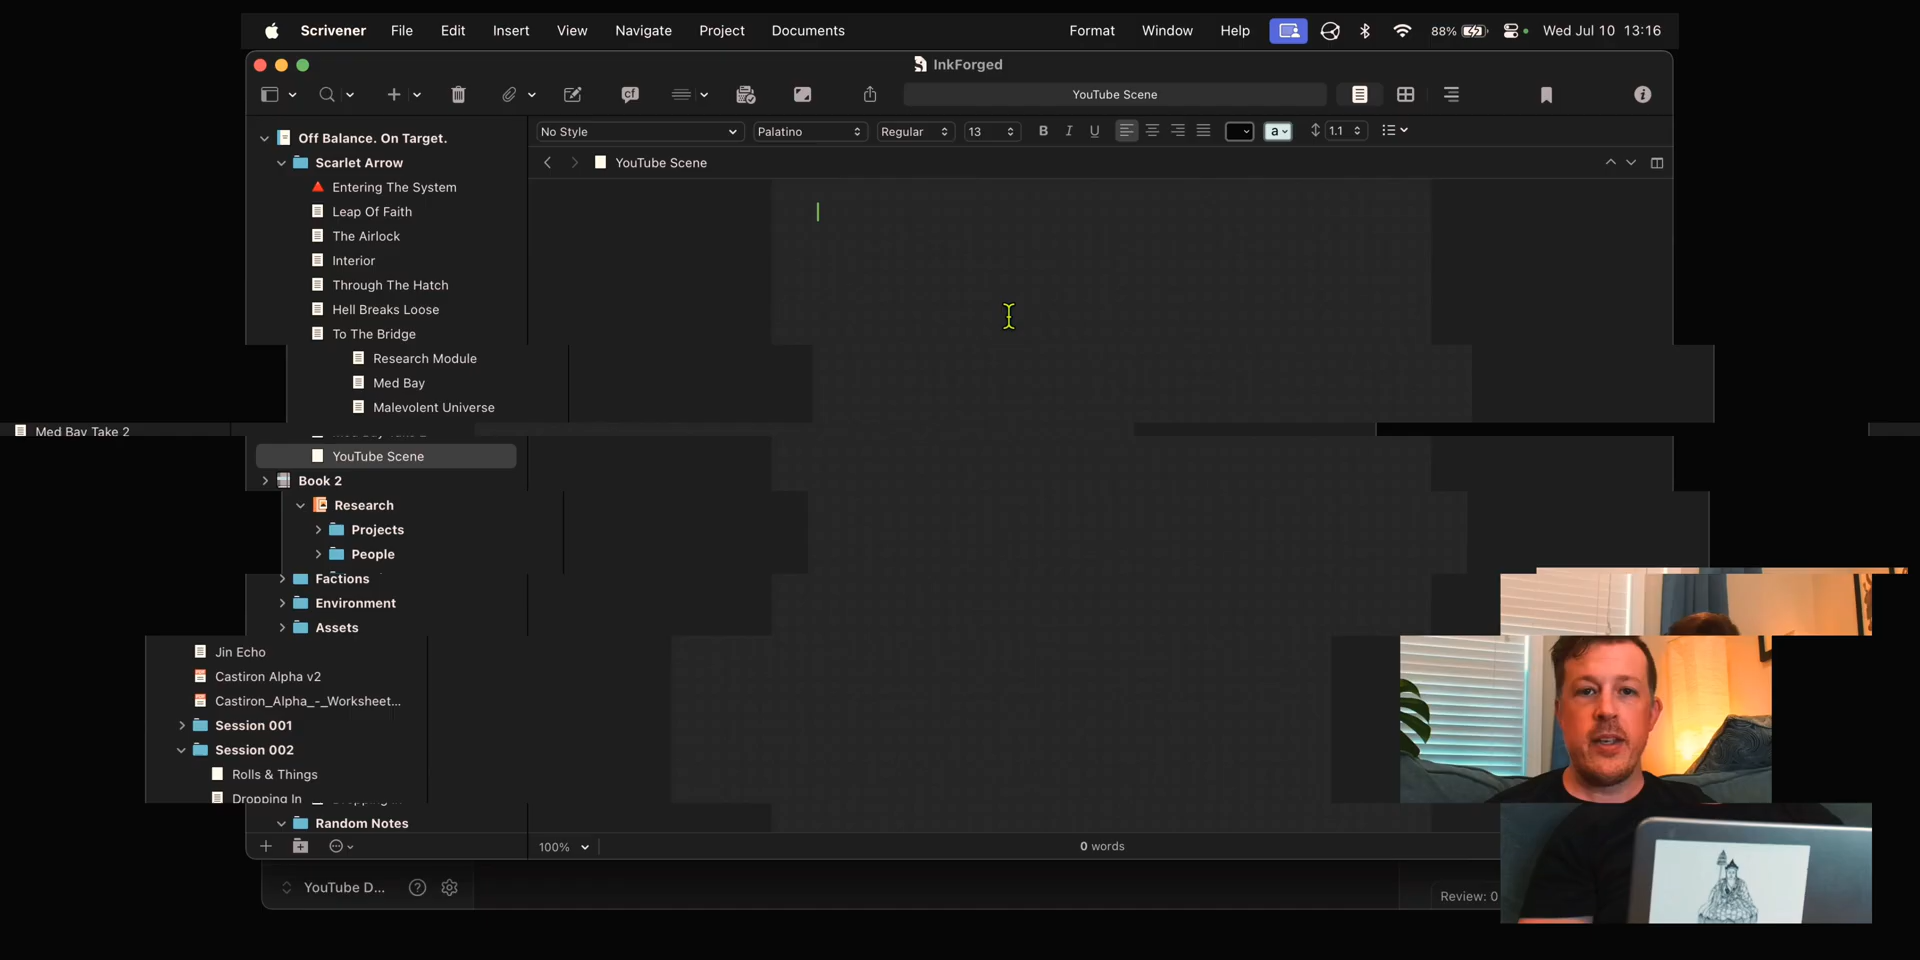 Scrivener File Edit Insert View Navigate Project Documents Format Window Help 88% Wed Jul 10 13:16
InkForged
YouTube Scene
No Style Palatino Regular 13 B I U a 1.1
Off Balance. On Target.
YouTube Scene
Scarlet Arrow
Entering The System
Leap Of Faith
The Airlock
Interior
Through The Hatch
Hell Breaks Loose
To The Bridge
Research Module
Med Bay
Malevolent Universe
Med Bay Take 2
YouTube Scene
Book 2
Research
Projects
People
Factions
Environment
Assets
Jin Echo
Castiron Alpha v2
Castiron_Alpha_-_Worksheet...
Session 001
Session 002
Rolls & Things
Dropping In
Random Notes
100% 0 words
YouTube D... ?
Review: 0